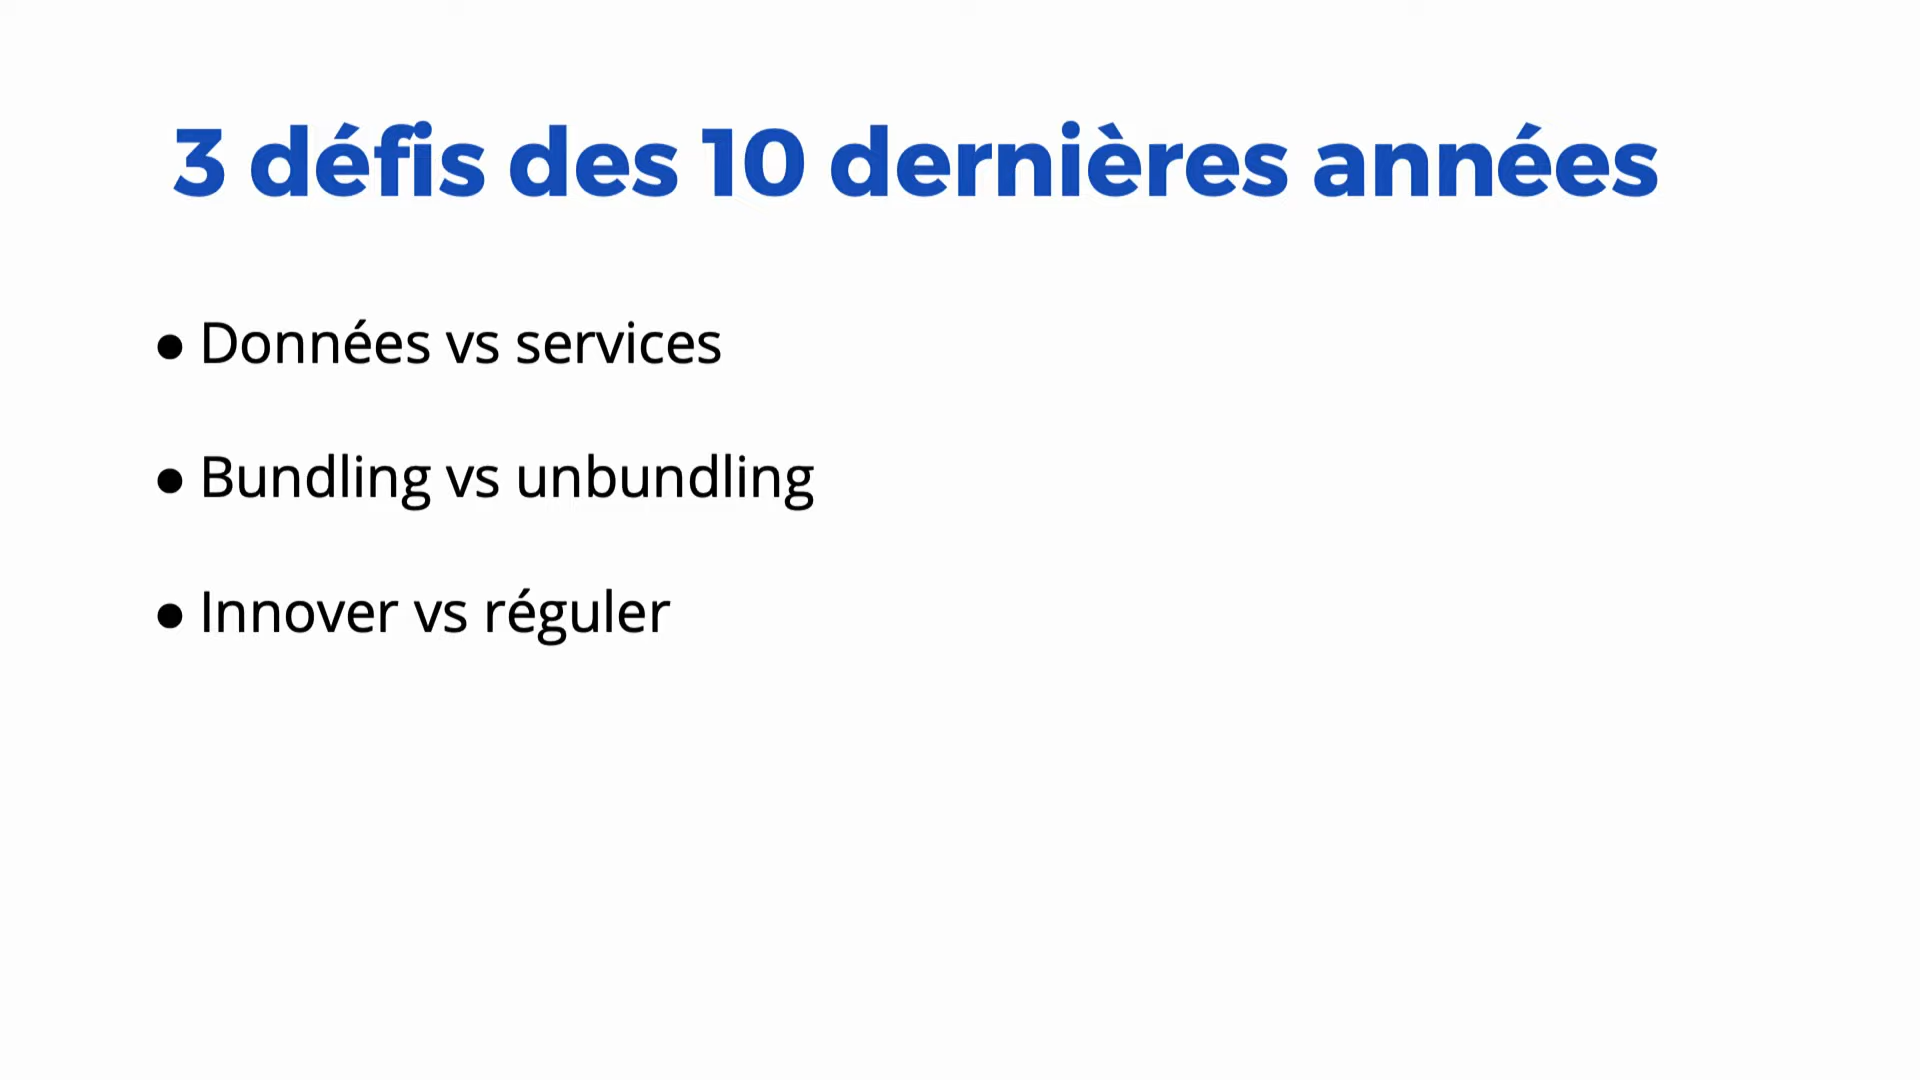 3 défis des 10 dernières années
● Données vs services
● Bundling vs unbundling
● Innover vs réguler